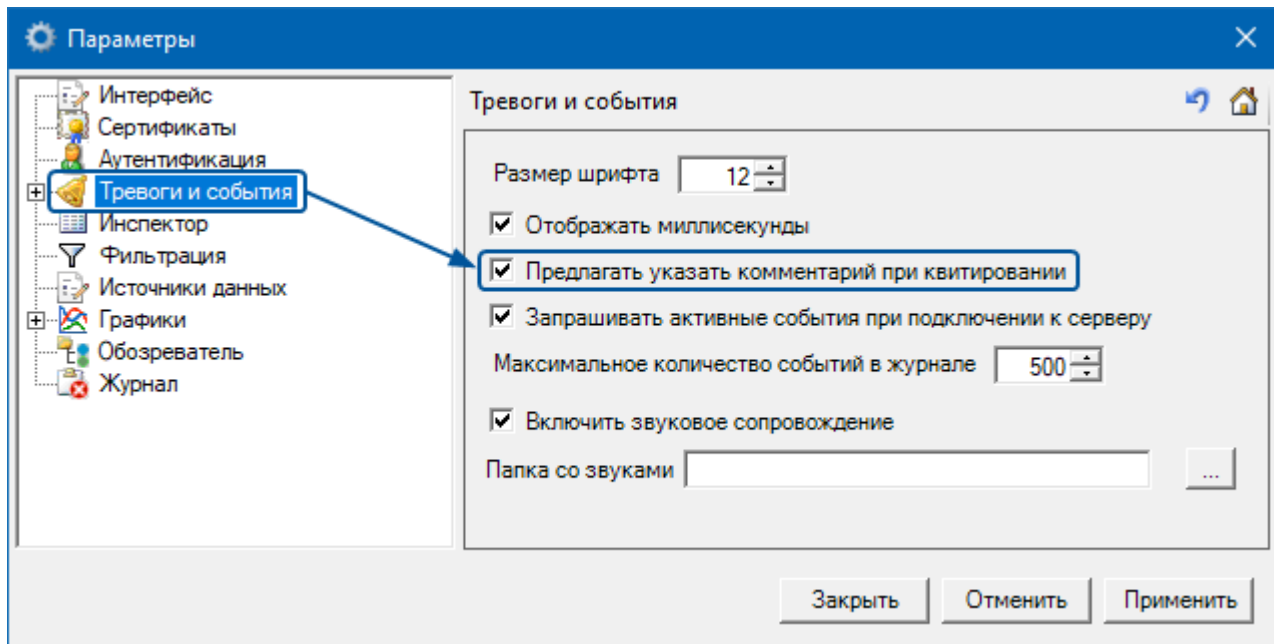 Параметры
Интерфейс
Сертификаты
Аутентификация
Тревоги и события
Инспектор
Фильтрация
Источники данных
Графики
Обозреватель
Журнал
Тревоги и события
Размер шрифта 12
Отображать миллисекунды
Предлагать указать комментарий при квитировании
Запрашивать активные события при подключении к серверу
Максимальное количество событий в журнале 500
Включить звуковое сопровождение
Папка со звуками ...
Закрыть Отменить Применить